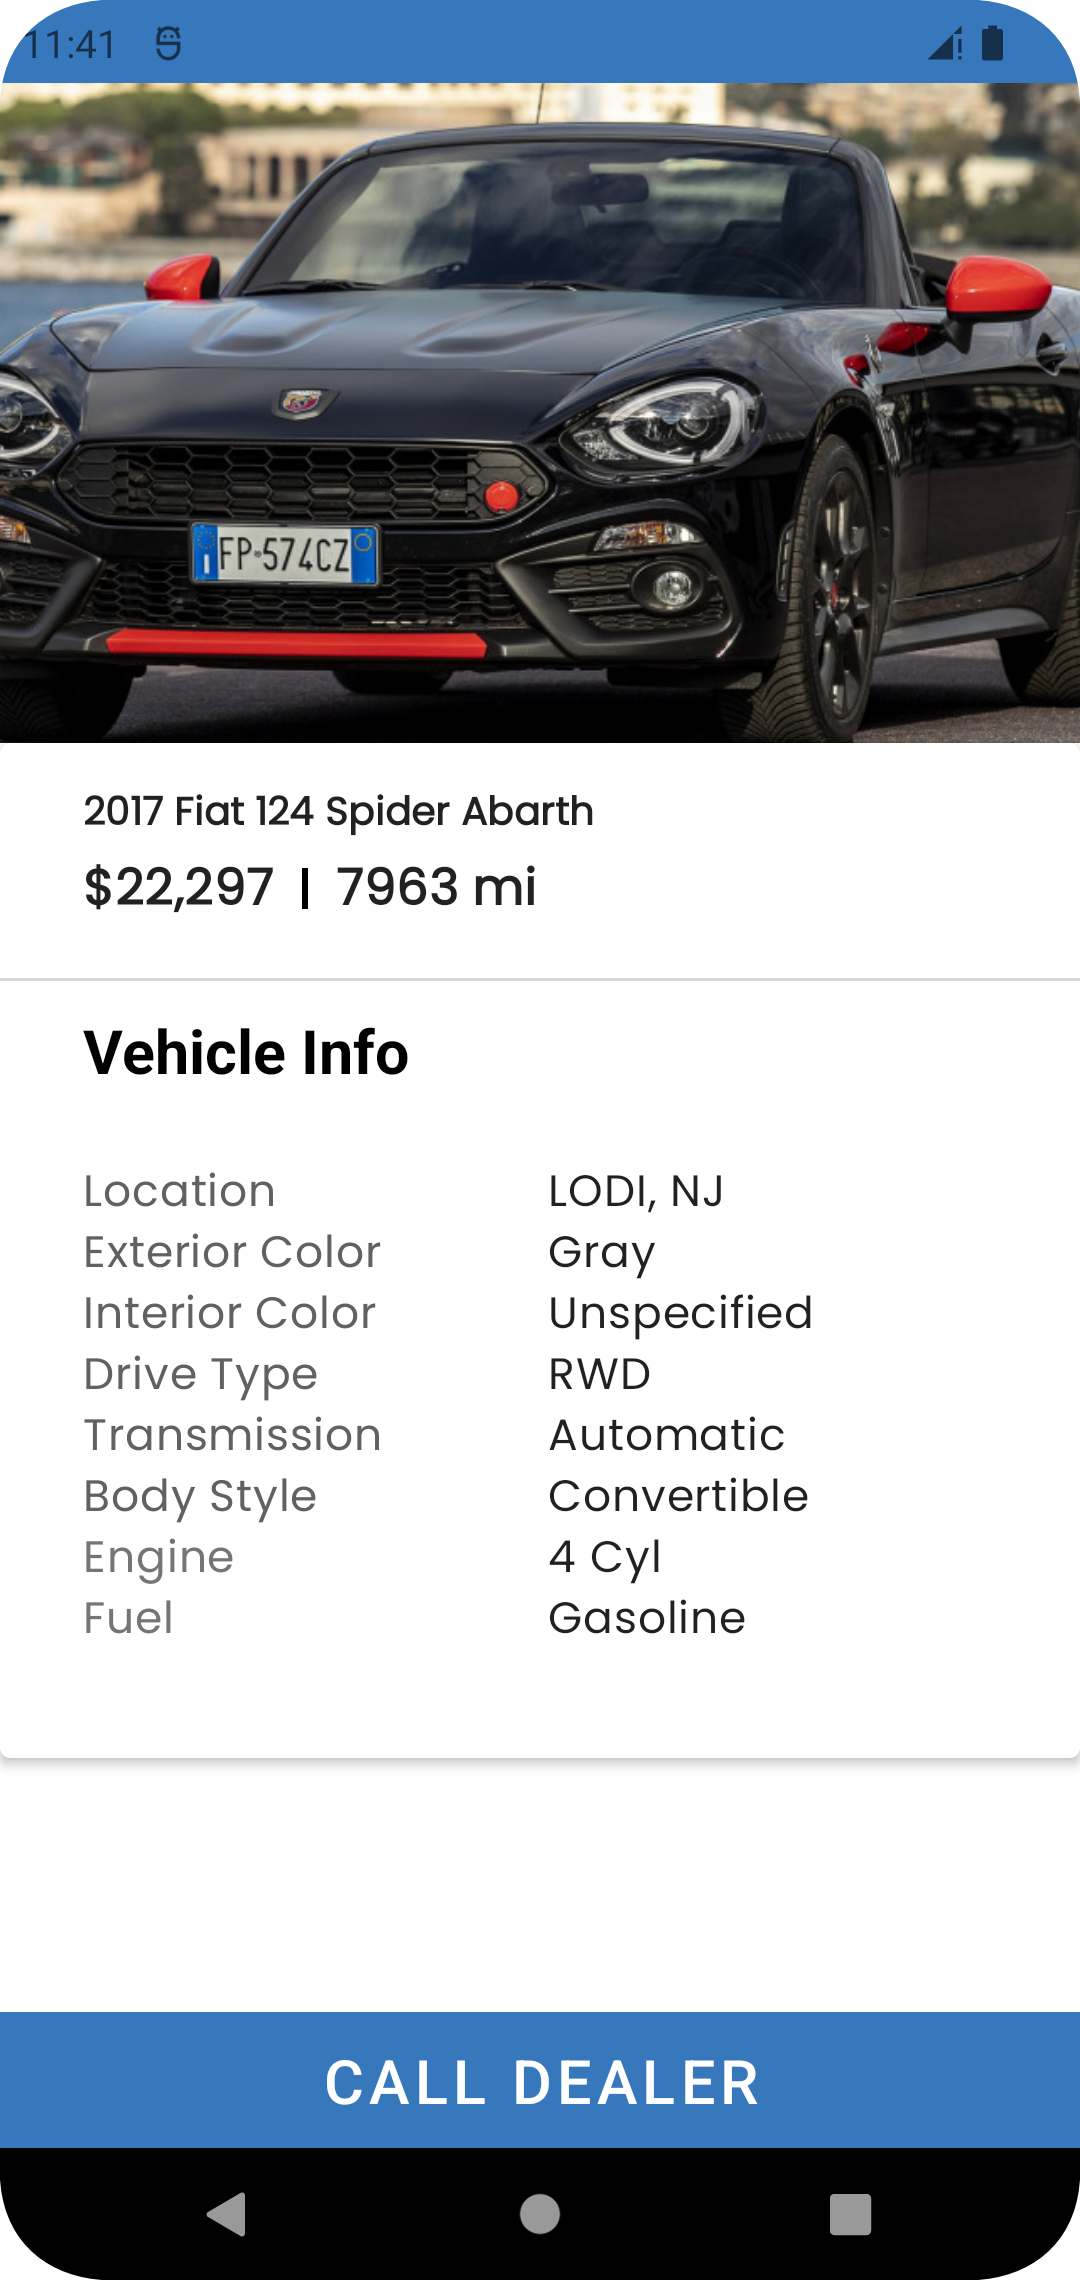 11:41
FP 574CZ
I
2017 Fiat 124 Spider Abarth
$22,297 | 7963 mi
Vehicle Info
Location LODI, NJ
Exterior Color Gray
Interior Color Unspecified
Drive Type RWD
Transmission Automatic
Body Style Convertible
Engine 4 Cyl
Fuel Gasoline
CALL DEALER